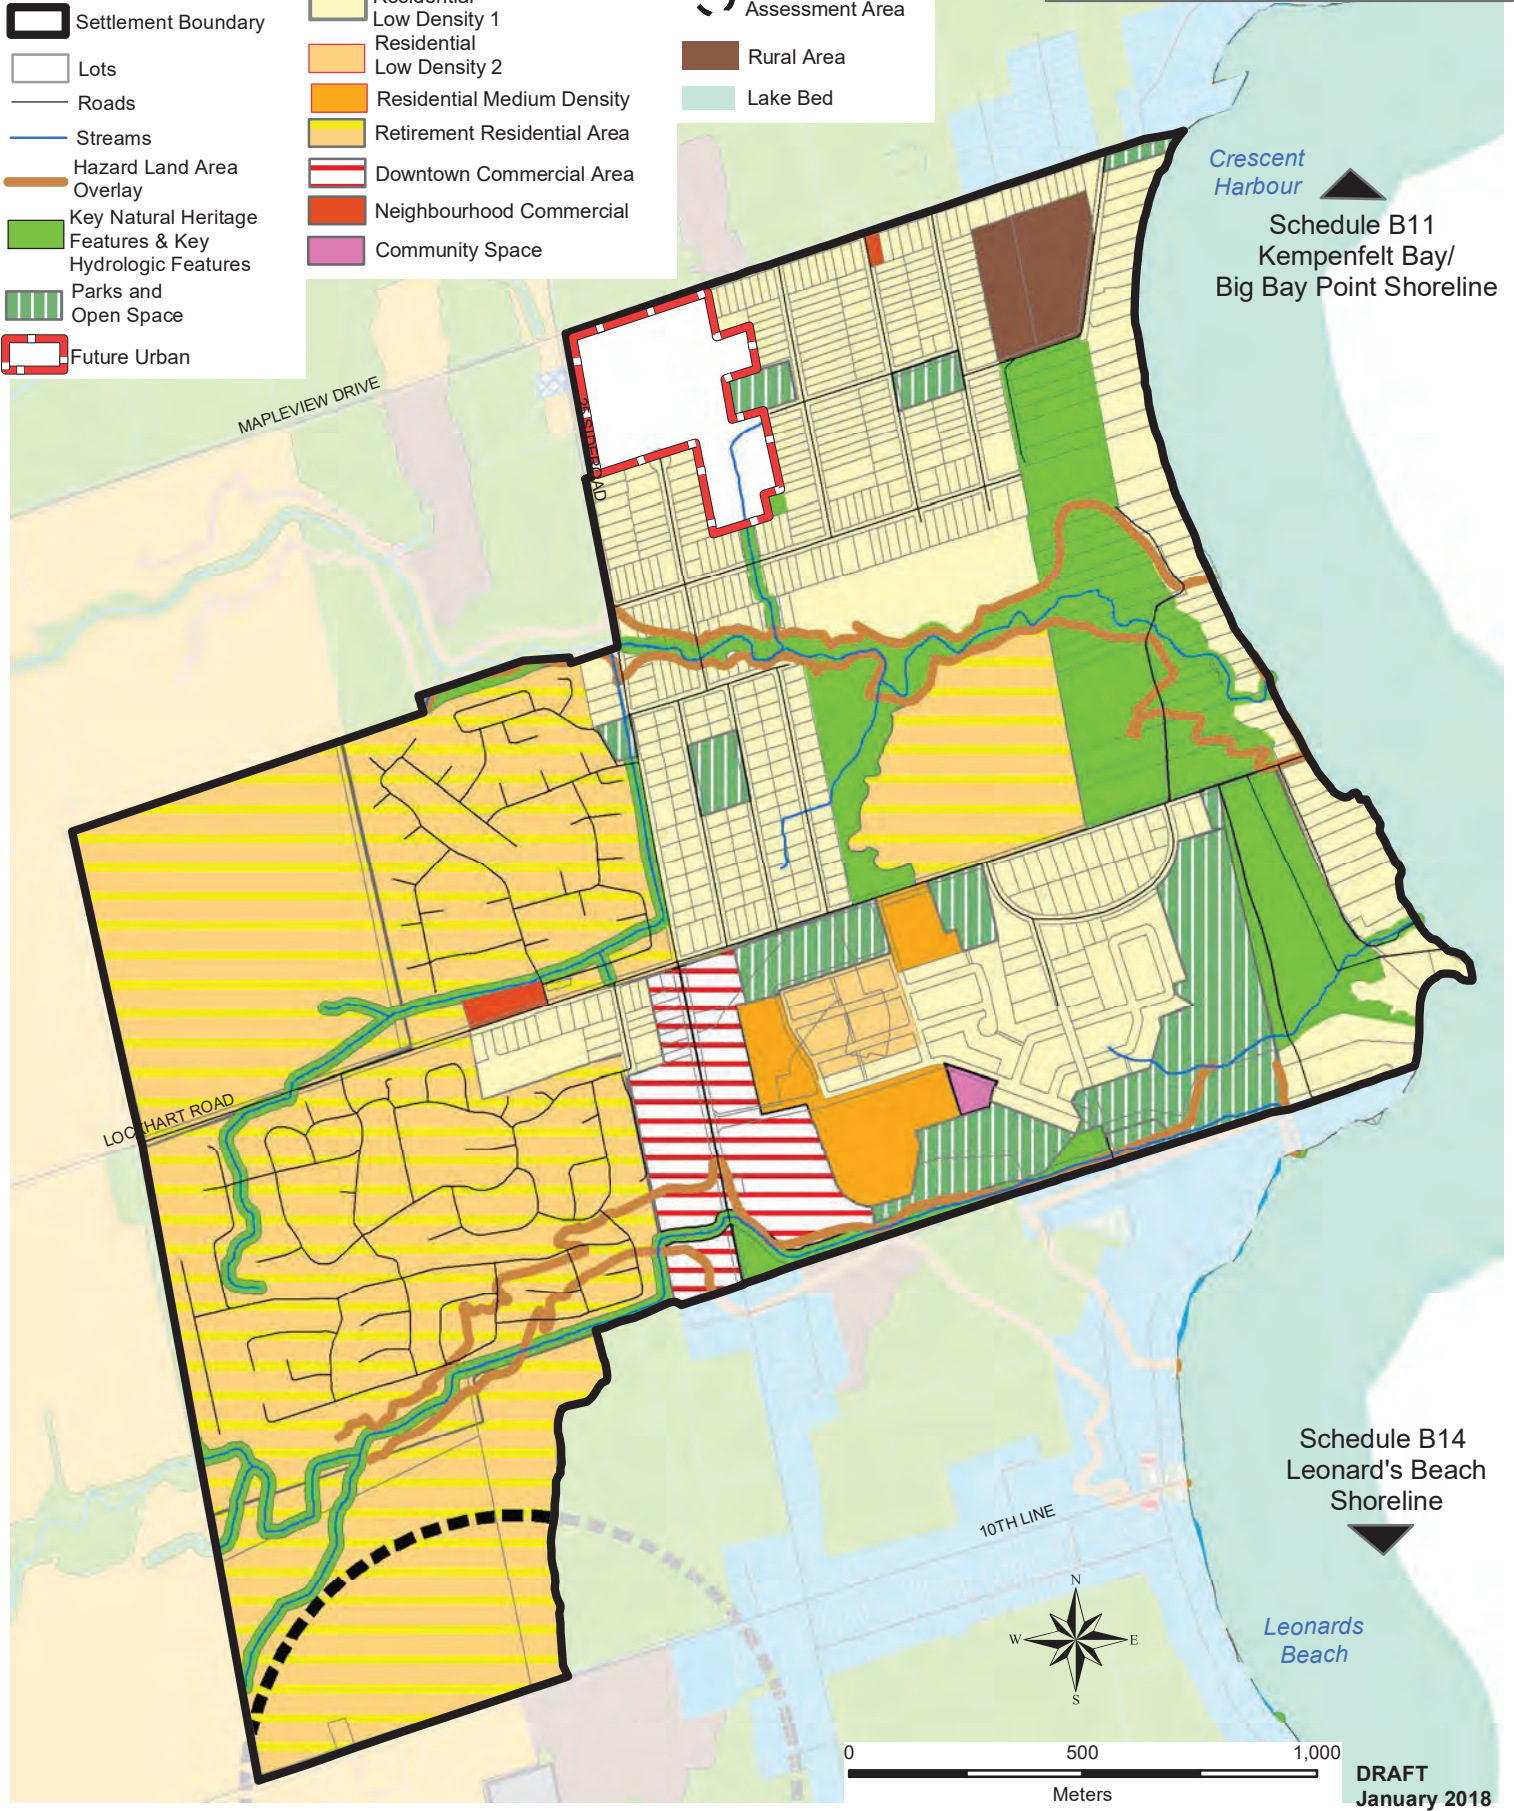 Settlement Boundary
Lots
Roads
Streams
Hazard Land Area
Overlay
Key Natural Heritage
Features & Key
Hydrologic Features
Parks and
Open Space
Future Urban
Residential
Low Density 1
Residential
Low Density 2
Residential Medium Density
Retirement Residential Area
Downtown Commercial Area
Neighbourhood Commercial
Community Space
Assessment Area
Rural Area
Lake Bed
Crescent
Harbour
Schedule B11
Kempenfelt Bay/
Big Bay Point Shoreline
MAPLEVIEW DRIVE
25 SIDEROAD
LOCKHART ROAD
10TH LINE
Schedule B14
Leonard's Beach
Shoreline
Leonards
Beach
N
W
E
S
0
500
1,000
Meters
DRAFT
January 2018